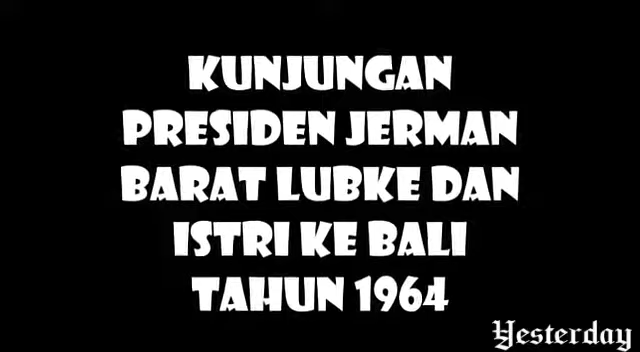 KUNJUNGAN
PRESIDEN JERMAN
BARAT LUBKE DAN
ISTRI KE BALI
TAHUN 1964
Yesterday